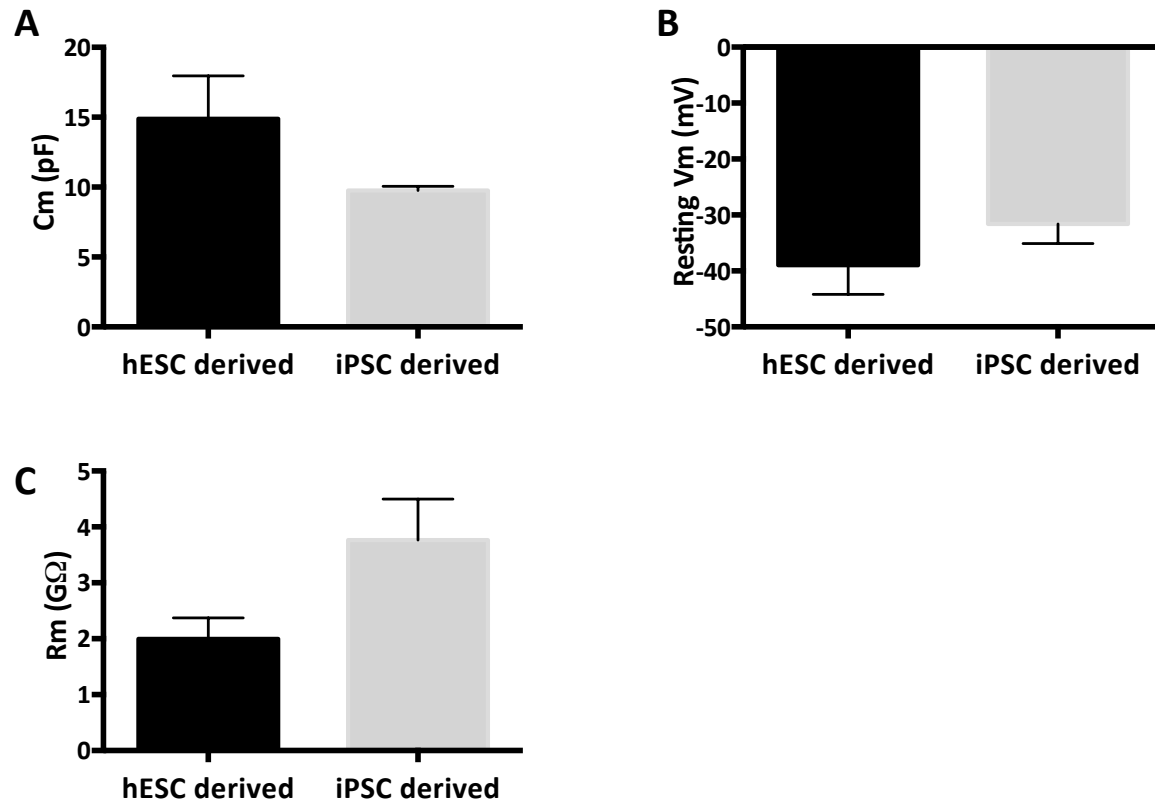 A
Cm (pF)
20
15
10
5
0
hESC derived
iPSC derived
B
Resting Vm (mV)
0
-10
-20
-30
-40
-50
hESC derived
iPSC derived
C
Rm (GΩ)
5
4
3
2
1
0
hESC derived
iPSC derived